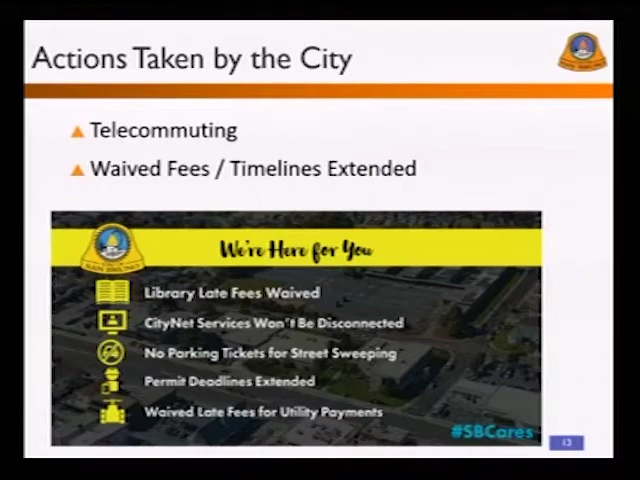 Actions Taken by the City
Telecommuting
Waived Fees / Timelines Extended
We're Here for You
SAN BRUNO
Library Late Fees Waived
CityNet Services Won't Be Disconnected
No Parking Tickets for Street Sweeping
Permit Deadlines Extended
Waived Late Fees for Utility Payments
#SBCares
13